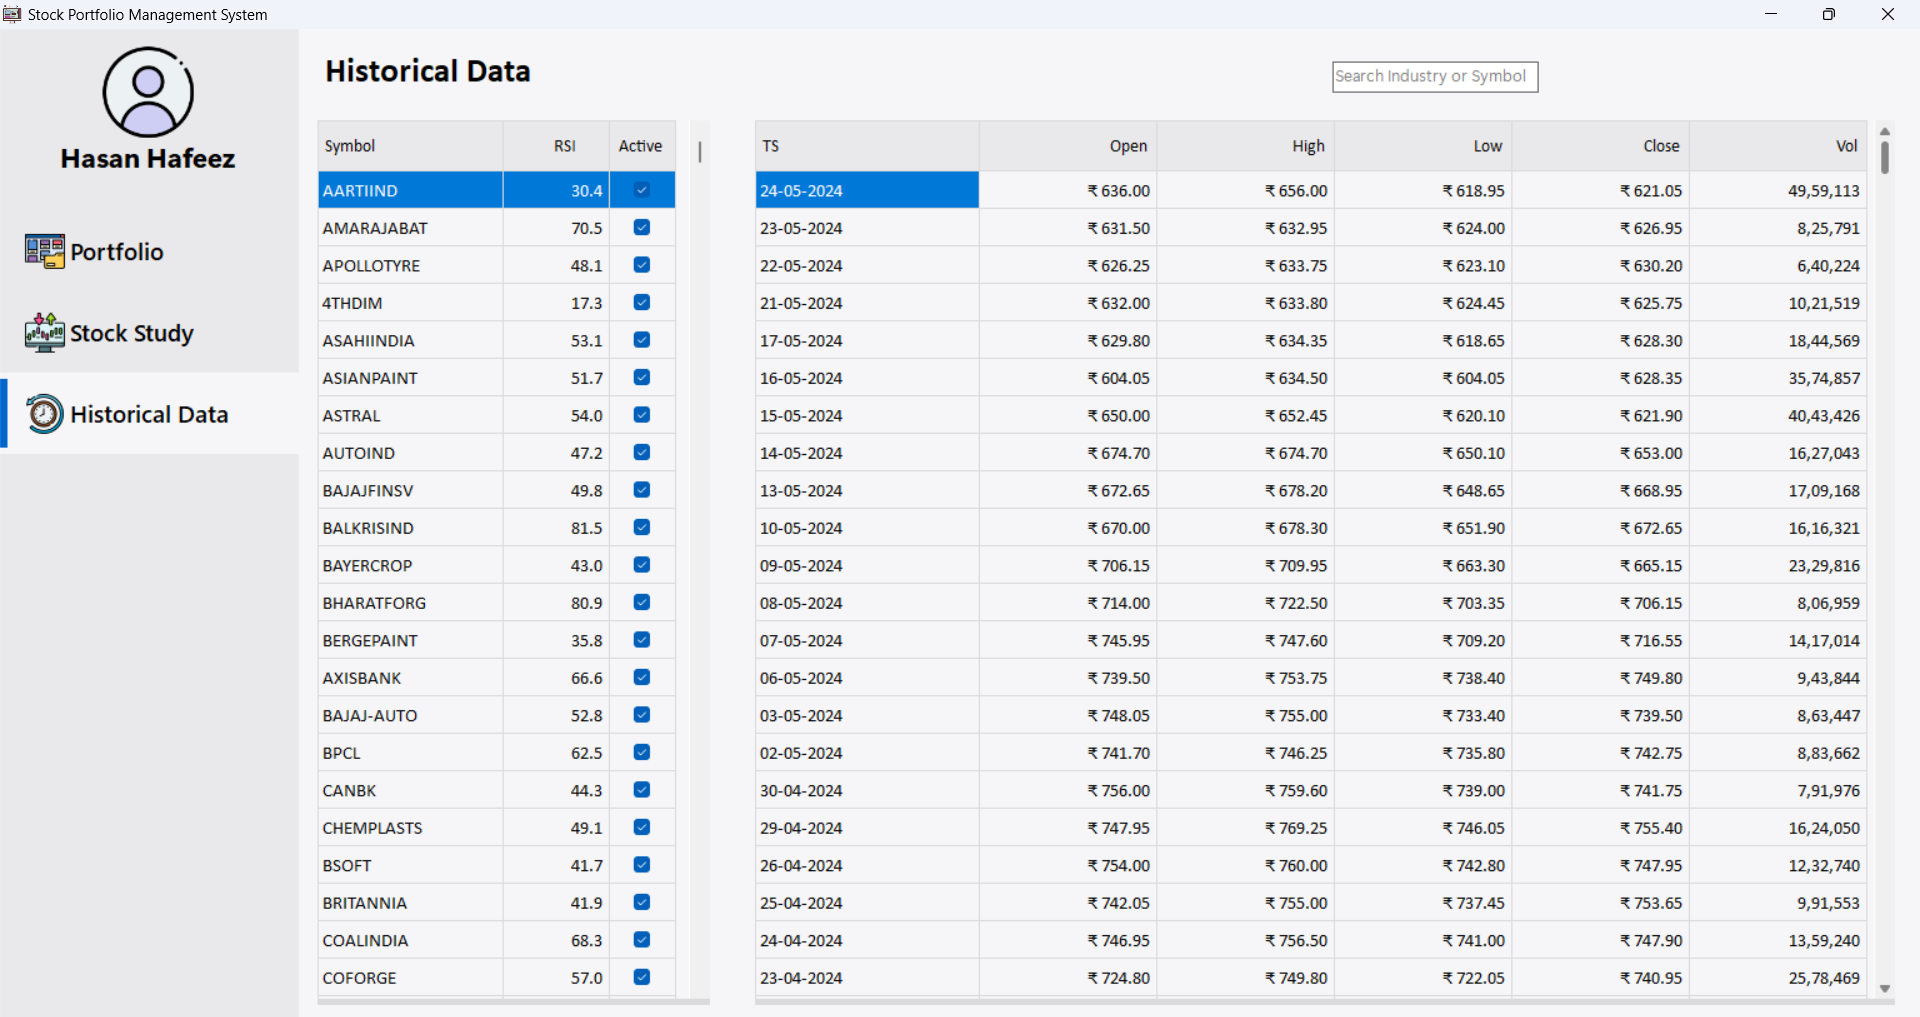 Stock Portfolio Management System
Hasan Hafeez
Portfolio
Stock Study
Historical Data
Historical Data
Search Industry or Symbol
Symbol RSI Active
AARTIIND 30.4
AMARAJABAT 70.5
APOLLOTYRE 48.1
4THDIM 17.3
ASAHIINDIA 53.1
ASIANPAINT 51.7
ASTRAL 54.0
AUTOIND 47.2
BAJAJFINSV 49.8
BALKRISIND 81.5
BAYERCROP 43.0
BHARATFORG 80.9
BERGEPAINT 35.8
AXISBANK 66.6
BAJAJ-AUTO 52.8
BPCL 62.5
CANBK 44.3
CHEMPLASTS 49.1
BSOFT 41.7
BRITANNIA 41.9
COALINDIA 68.3
COFORGE 57.0
TS Open High Low Close Vol
24-05-2024 ₹ 636.00 ₹ 656.00 ₹ 618.95 ₹ 621.05 49,59,113
23-05-2024 ₹ 631.50 ₹ 632.95 ₹ 624.00 ₹ 626.95 8,25,791
22-05-2024 ₹ 626.25 ₹ 633.75 ₹ 623.10 ₹ 630.20 6,40,224
21-05-2024 ₹ 632.00 ₹ 633.80 ₹ 624.45 ₹ 625.75 10,21,519
17-05-2024 ₹ 629.80 ₹ 634.35 ₹ 618.65 ₹ 628.30 18,44,569
16-05-2024 ₹ 604.05 ₹ 634.50 ₹ 604.05 ₹ 628.35 35,74,857
15-05-2024 ₹ 650.00 ₹ 652.45 ₹ 620.10 ₹ 621.90 40,43,426
14-05-2024 ₹ 674.70 ₹ 674.70 ₹ 650.10 ₹ 653.00 16,27,043
13-05-2024 ₹ 672.65 ₹ 678.20 ₹ 648.65 ₹ 668.95 17,09,168
10-05-2024 ₹ 670.00 ₹ 678.30 ₹ 651.90 ₹ 672.65 16,16,321
09-05-2024 ₹ 706.15 ₹ 709.95 ₹ 663.30 ₹ 665.15 23,29,816
08-05-2024 ₹ 714.00 ₹ 722.50 ₹ 703.35 ₹ 706.15 8,06,959
07-05-2024 ₹ 745.95 ₹ 747.60 ₹ 709.20 ₹ 716.55 14,17,014
06-05-2024 ₹ 739.50 ₹ 753.75 ₹ 738.40 ₹ 749.80 9,43,844
03-05-2024 ₹ 748.05 ₹ 755.00 ₹ 733.40 ₹ 739.50 8,63,447
02-05-2024 ₹ 741.70 ₹ 746.25 ₹ 735.80 ₹ 742.75 8,83,662
30-04-2024 ₹ 756.00 ₹ 759.60 ₹ 739.00 ₹ 741.75 7,91,976
29-04-2024 ₹ 747.95 ₹ 769.25 ₹ 746.05 ₹ 755.40 16,24,050
26-04-2024 ₹ 754.00 ₹ 760.00 ₹ 742.80 ₹ 747.95 12,32,740
25-04-2024 ₹ 742.05 ₹ 755.00 ₹ 737.45 ₹ 753.65 9,91,553
24-04-2024 ₹ 746.95 ₹ 756.50 ₹ 741.00 ₹ 747.90 13,59,240
23-04-2024 ₹ 724.80 ₹ 749.80 ₹ 722.05 ₹ 740.95 25,78,469